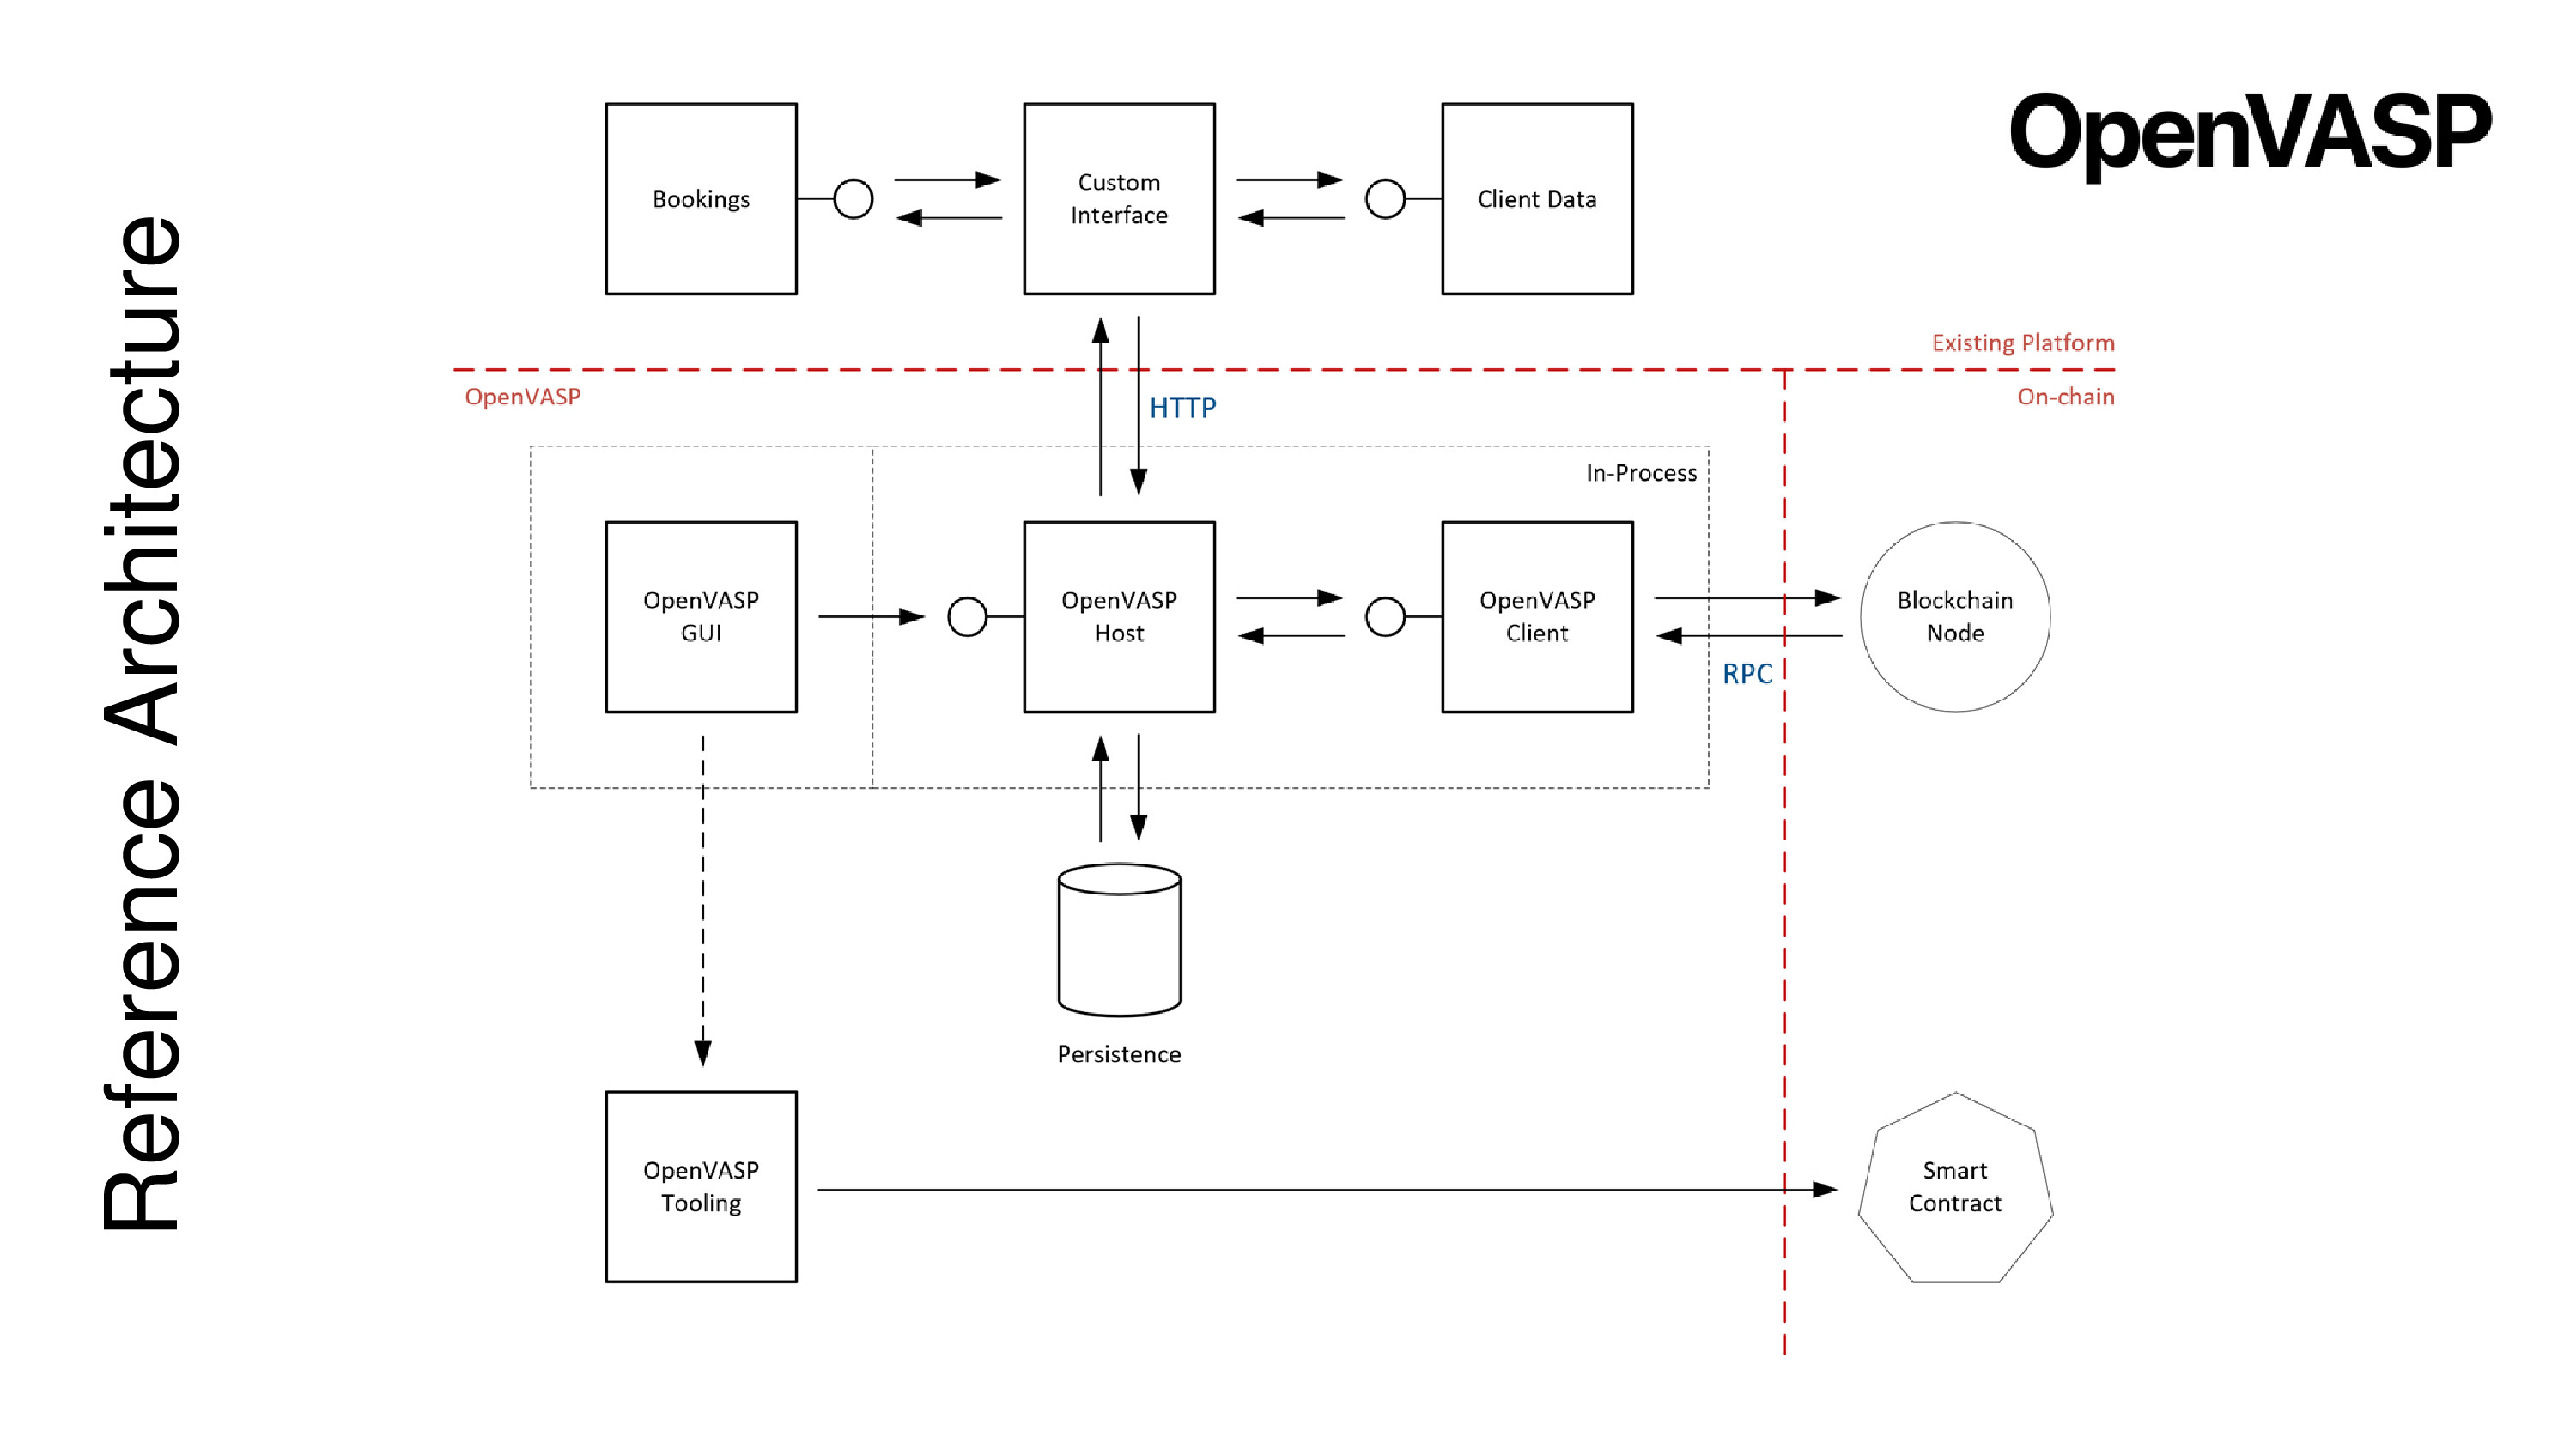 Reference Architecture
OpenVASP
Bookings
Custom
Interface
Client Data
Existing Platform
OpenVASP
On-chain
HTTP
In-Process
OpenVASP
GUI
OpenVASP
Host
OpenVASP
Client
Blockchain
Node
RPC
Persistence
OpenVASP
Tooling
Smart
Contract